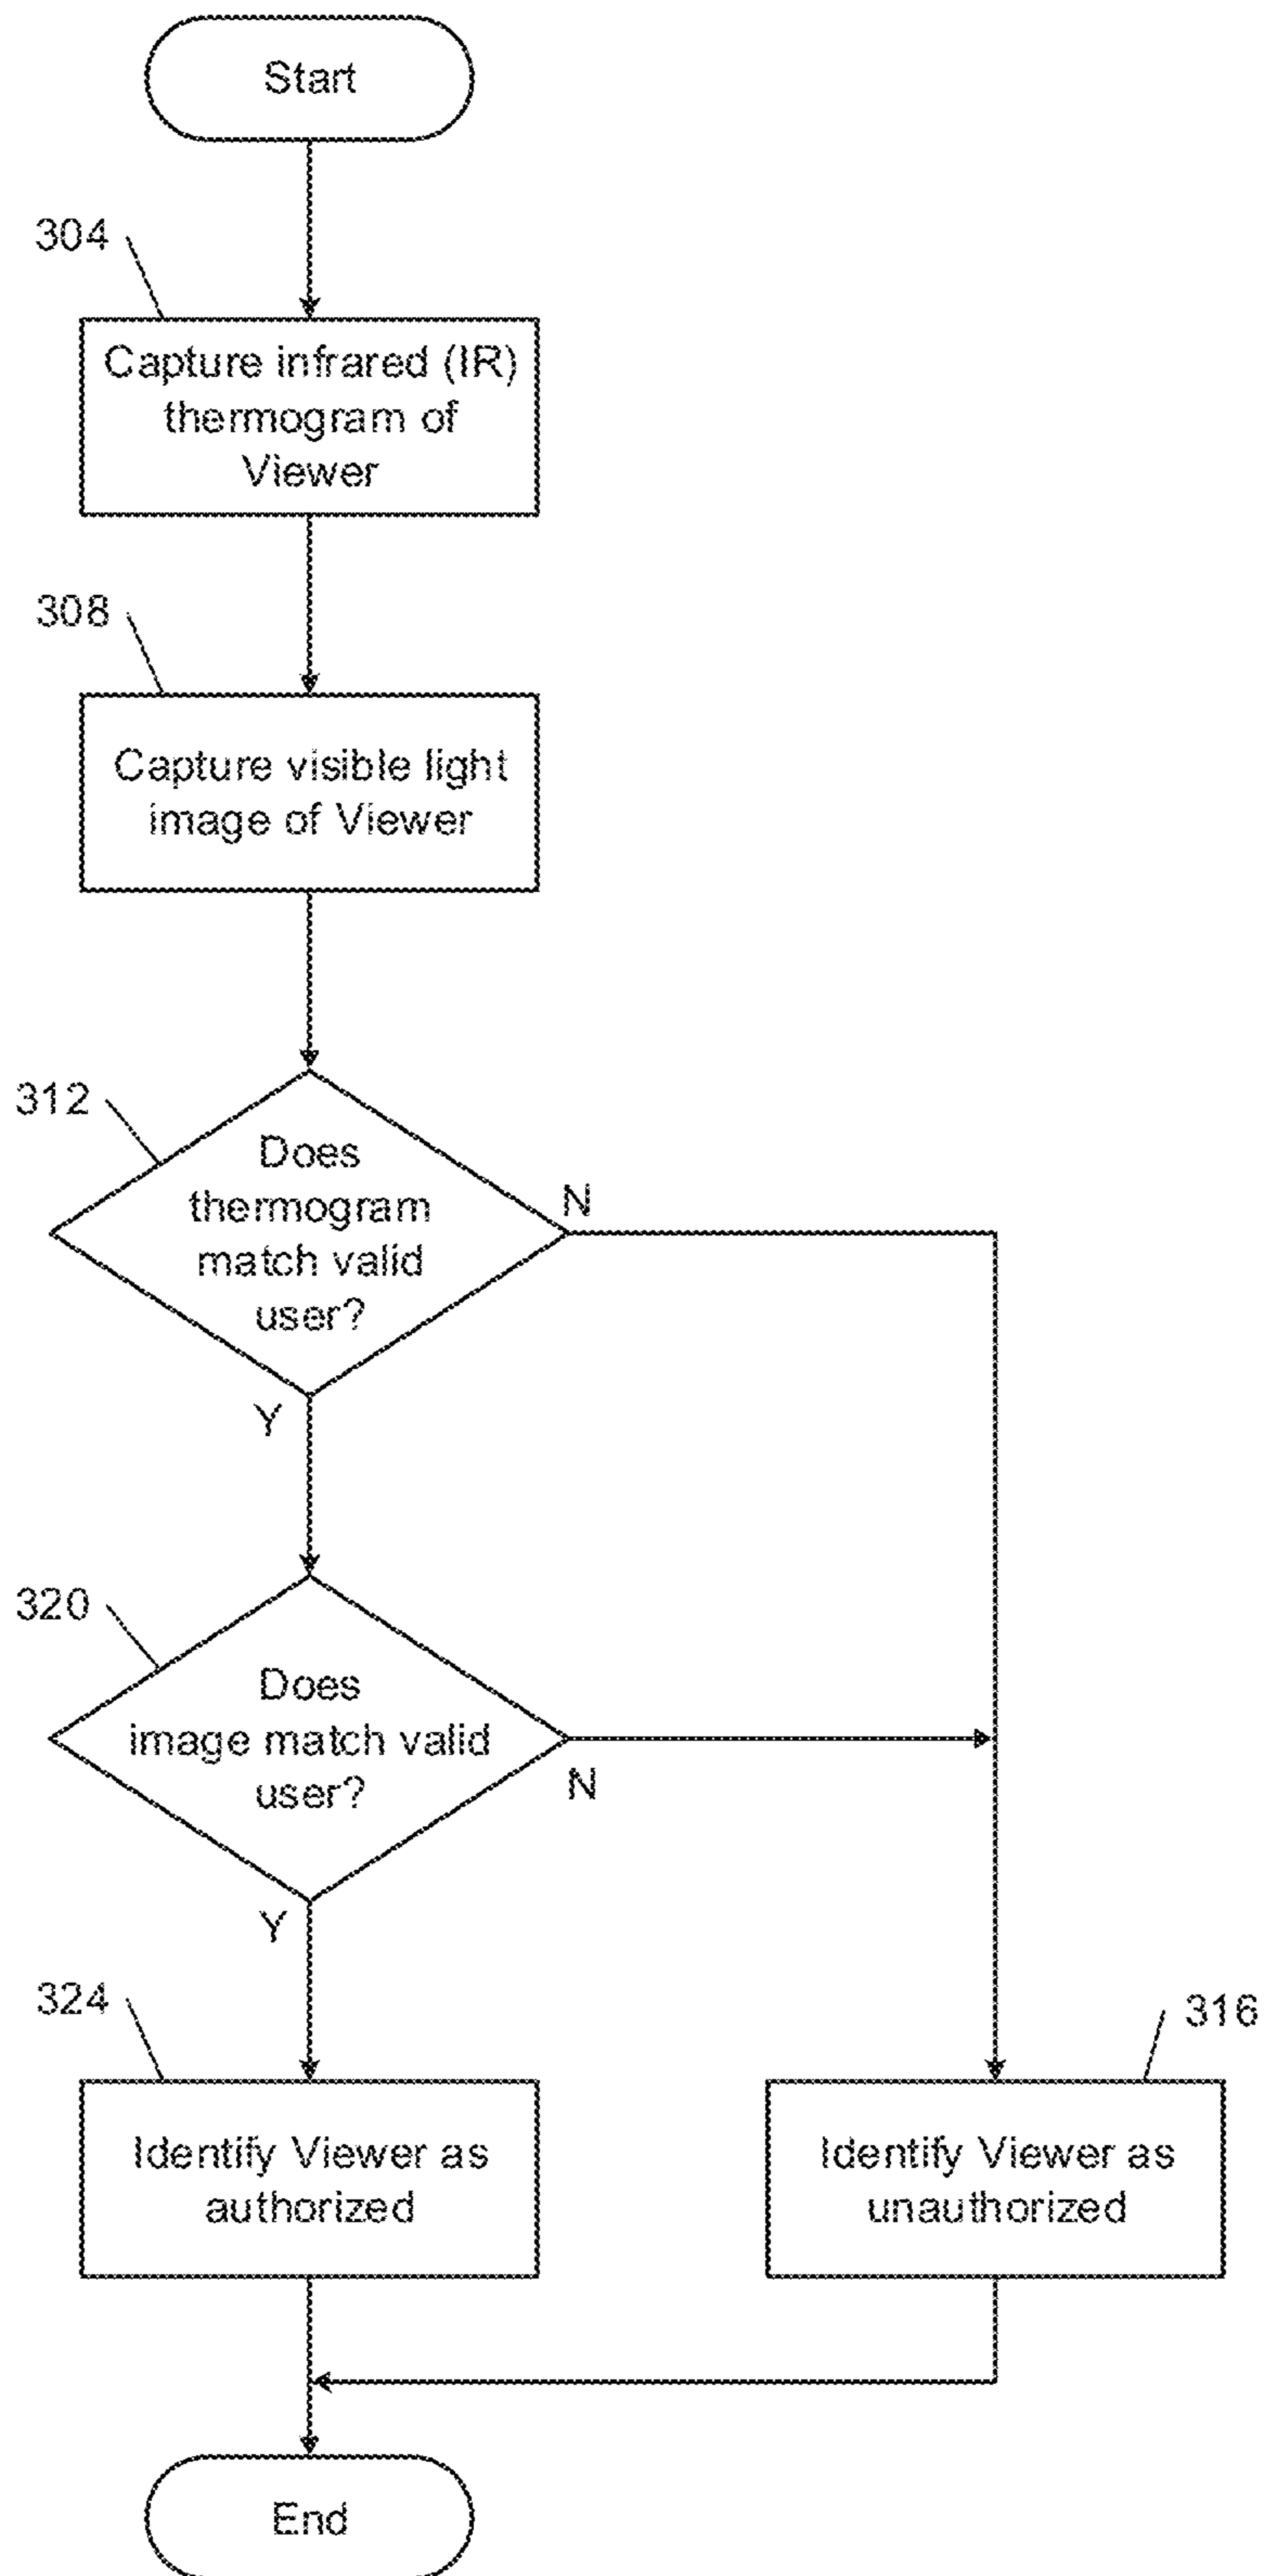 Start
304
Capture infrared (IR)
thermogram of
Viewer
308
Capture visible light
image of Viewer
312
Does
thermogram
match valid
user?
N
Y
320
Does
image match valid
user?
N
Y
324
Identify Viewer as
authorized
316
Identify Viewer as
unauthorized
End